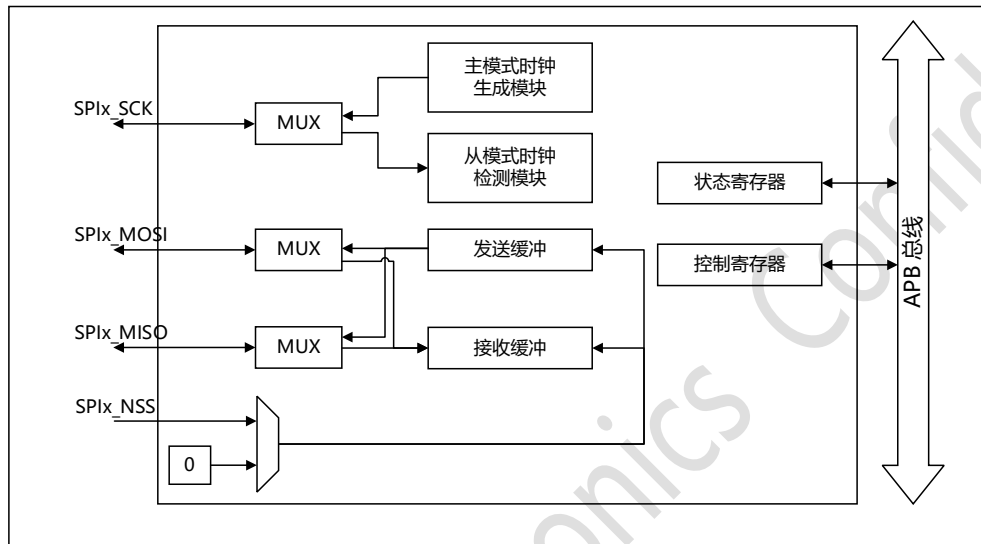 主模式时钟
生成模块
SPIx_SCK
MUX
从模式时钟
检测模块
状态寄存器
SPIx_MOSI
MUX
发送缓冲
控制寄存器
APB 总线
SPIx_MISO
MUX
接收缓冲
SPIx_NSS
0
onics Confid